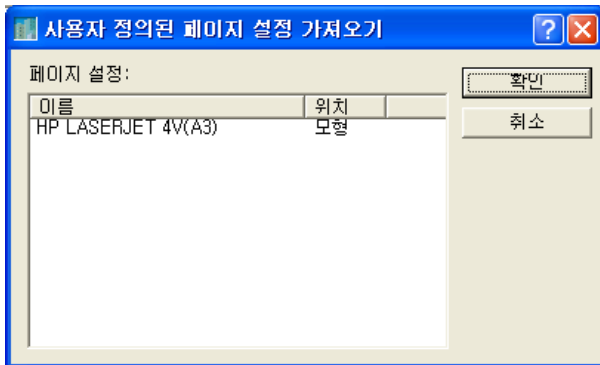 사용자 정의된 페이지 설정 가져오기
페이지 설정:
확인
이름 위치
취소
HP LASERJET 4V(A3) 모형